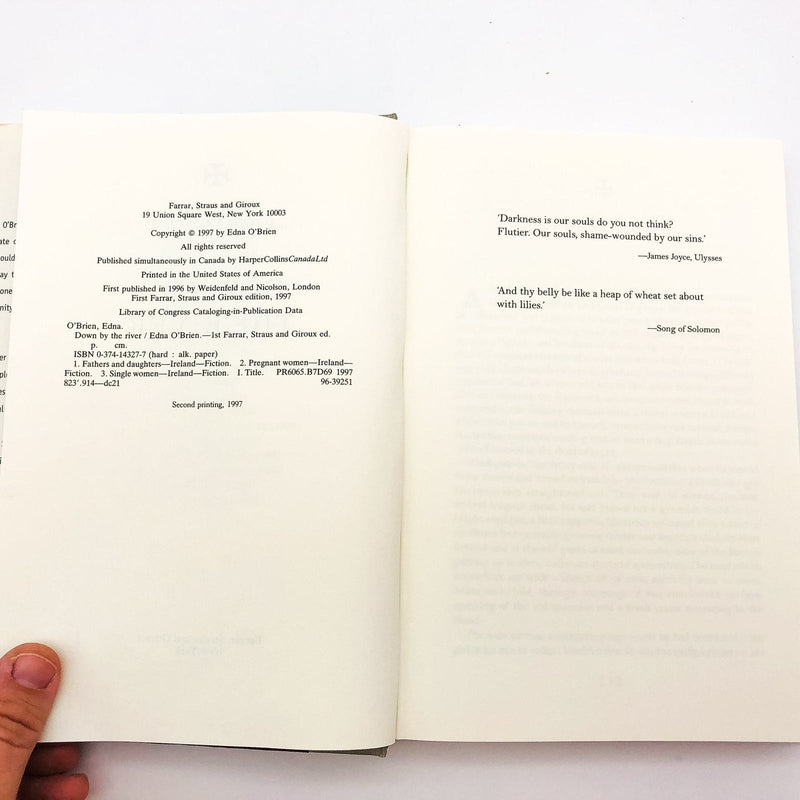 Farrar, Straus and Giroux
19 Union Square West, New York 10003
Copyright © 1997 by Edna O'Brien
All rights reserved
Published simultaneously in Canada by HarperCollinsCanadaLtd
Printed in the United States of America
First published in 1996 by Weidenfeld and Nicolson, London
First Farrar, Straus and Giroux edition, 1997
Library of Congress Cataloging-in-Publication Data
O'Brien, Edna.
Down by the river / Edna O'Brien.—1st Farrar, Straus and Giroux ed.
p. cm.
ISBN 0-374-14327-7 (hard : alk. paper)
1. Fathers and daughters—Ireland—Fiction. 2. Pregnant women—Ireland—
Fiction. 3. Single women—Ireland—Fiction. I. Title. PR6065.B7D69 1997
823'.914—dc21 96-39251
Second printing, 1997
'Darkness is our souls do you not think?
Flutier. Our souls, shame-wounded by our sins.'
—James Joyce, Ulysses
'And thy belly be like a heap of wheat set about
with lilies.'
—Song of Solomon